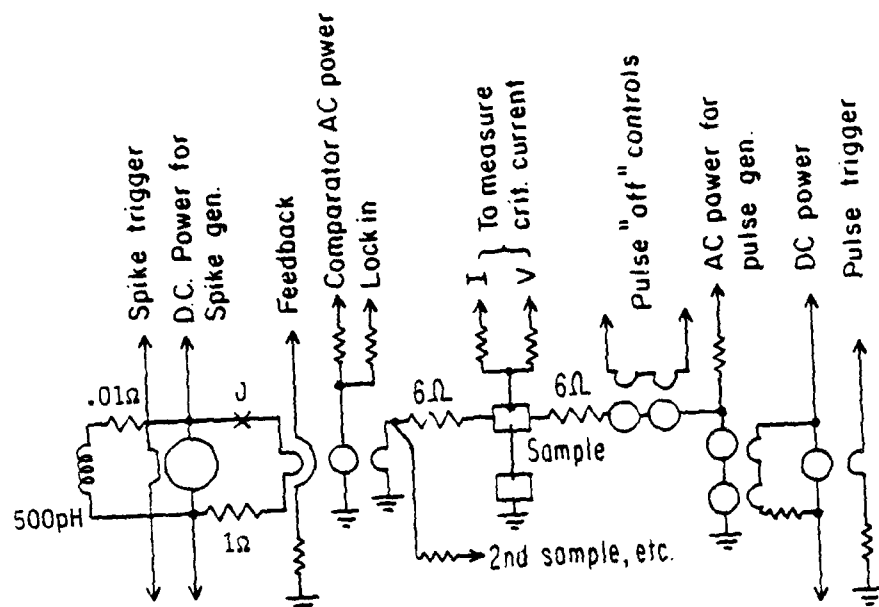 Spike trigger
D.C. Power for
Spike gen.
Feedback
Comparator AC power
Lock in
I
V
To measure
crit. current
Pulse "off" controls
AC power for
pulse gen.
DC power
Pulse trigger
.01Ω
J
6Ω
6Ω
Sample
500pH
1Ω
2nd sample, etc.